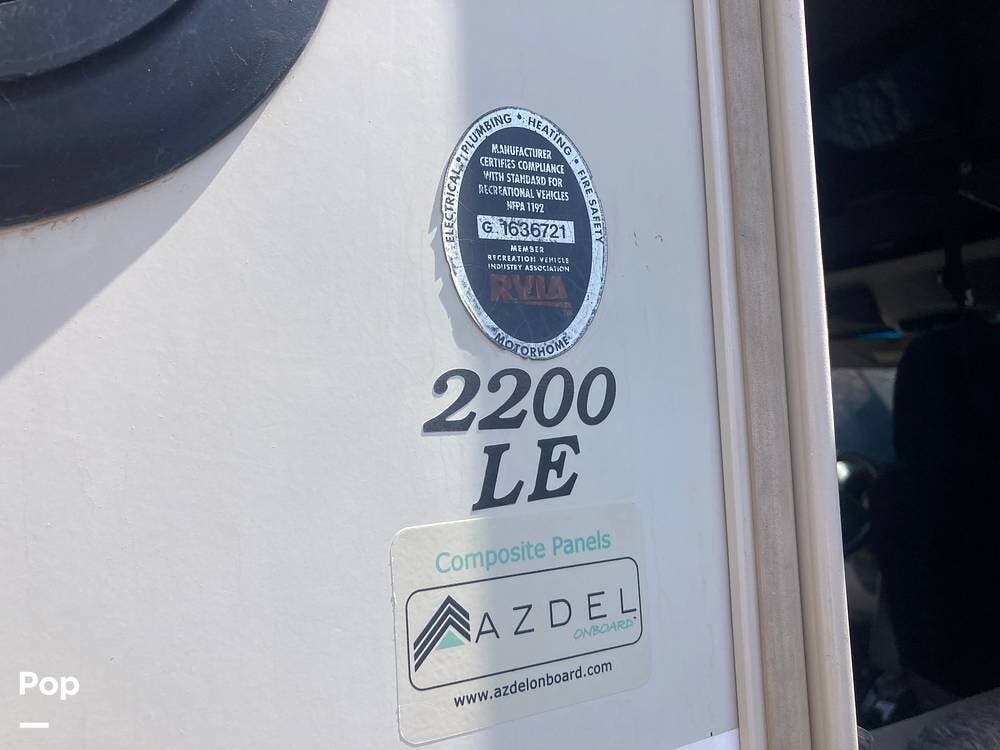 ELECTRICAL • PLUMBING • HEATING • FIRE SAFETY
MANUFACTURER
CERTIFIES COMPLIANCE
WITH STANDARD FOR
RECREATIONAL VEHICLES
NFPA 1192
G 1636721
MEMBER
RECREATION VEHICLE
INDUSTRY ASSOCIATION
RVIA
MOTORHOME
2200
LE
Composite Panels
AZDEL
ONBOARD
www.azdelonboard.com
Pop